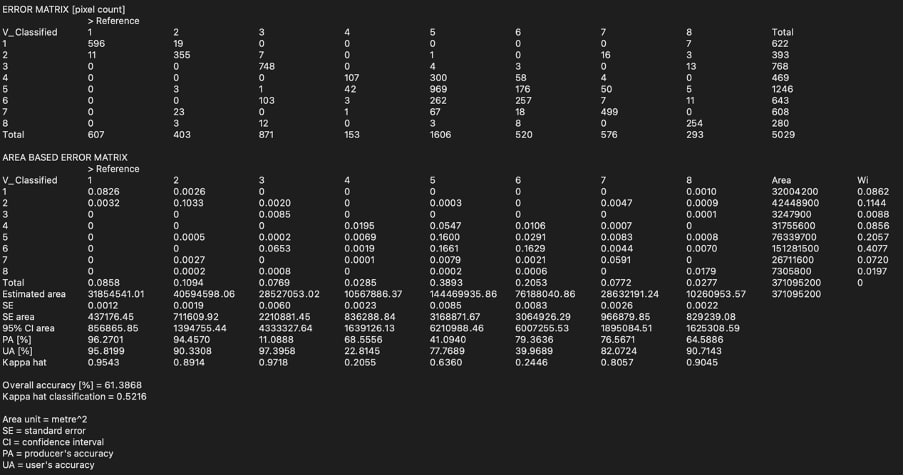 ERROR MATRIX [pixel count]
> Reference
V_Classified 1 2 3 4 5 6 7 8 Total
1 596 19 0 0 0 0 0 7 622
2 11 355 7 0 1 0 16 3 393
3 0 0 748 0 4 3 0 13 768
4 0 0 0 107 300 58 4 0 469
5 0 3 1 42 969 176 50 5 1246
6 0 0 103 3 262 257 7 11 643
7 0 23 0 1 67 18 499 0 608
8 0 3 12 0 3 8 0 254 280
Total 607 403 871 153 1606 520 576 293 5029
AREA BASED ERROR MATRIX
> Reference
V_Classified 1 2 3 4 5 6 7 8 Area Wi
1 0.0826 0.0026 0 0 0 0 0 0.0010 32004200 0.0862
2 0.0032 0.1033 0.0020 0 0.0003 0 0.0047 0.0009 42448900 0.1144
3 0 0 0.0085 0 0 0 0 0.0001 3247900 0.0088
4 0 0 0 0.0195 0.0547 0.0106 0.0007 0 31755600 0.0856
5 0 0.0005 0.0002 0.0069 0.1600 0.0291 0.0083 0.0008 76339700 0.2057
6 0 0 0.0653 0.0019 0.1661 0.1629 0.0044 0.0070 151281500 0.4077
7 0 0.0027 0 0.0001 0.0079 0.0021 0.0591 0 26711600 0.0720
8 0 0.0002 0.0008 0 0.0002 0.0006 0 0.0179 7305800 0.0197
Total 0.0858 0.1094 0.0769 0.0285 0.3893 0.2053 0.0772 0.0277 371095200 0
Estimated area 31854541.01 40594598.06 28527053.02 10567886.37 144469935.86 76188040.86 28632191.24 10260953.57 371095200
SE 0.0012 0.0019 0.0060 0.0023 0.0085 0.0083 0.0026 0.0022
SE area 437176.45 711609.92 2210881.45 836288.84 3168871.67 3064926.29 966879.85 829239.08
95% CI area 856865.85 1394755.44 4333327.64 1639126.13 6210988.46 6007255.53 1895084.51 1625308.59
PA [%] 96.2701 94.4570 11.0888 68.5556 41.0940 79.3636 76.5671 64.5886
UA [%] 95.8199 90.3308 97.3958 22.8145 77.7689 39.9689 82.0724 90.7143
Kappa hat 0.9543 0.8914 0.9718 0.2055 0.6360 0.2446 0.8057 0.9045
Overall accuracy [%] = 61.3868
Kappa hat classification = 0.5216
Area unit = metre^2
SE = standard error
CI = confidence interval
PA = producer's accuracy
UA = user's accuracy